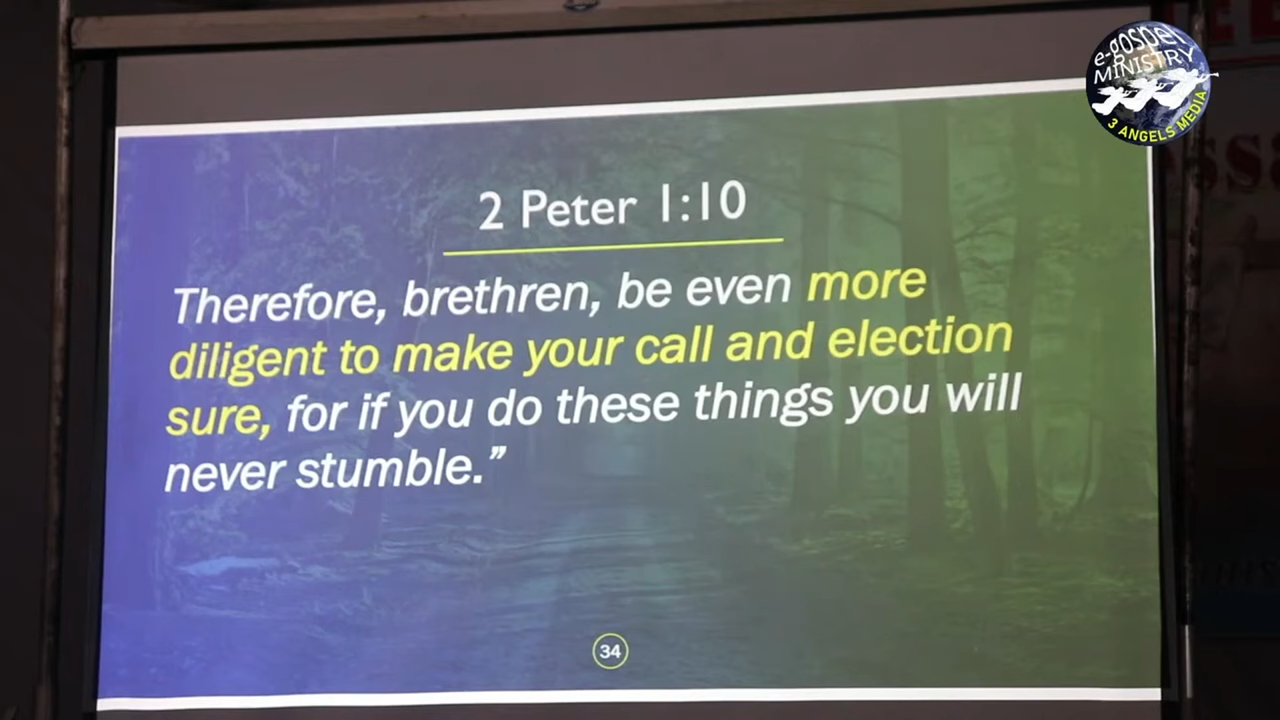 e-gospel
MINISTRY
3 ANGELS MEDIA
2 Peter 1:10
Therefore, brethren, be even more
diligent to make your call and election
sure, for if you do these things you will
never stumble.”
34